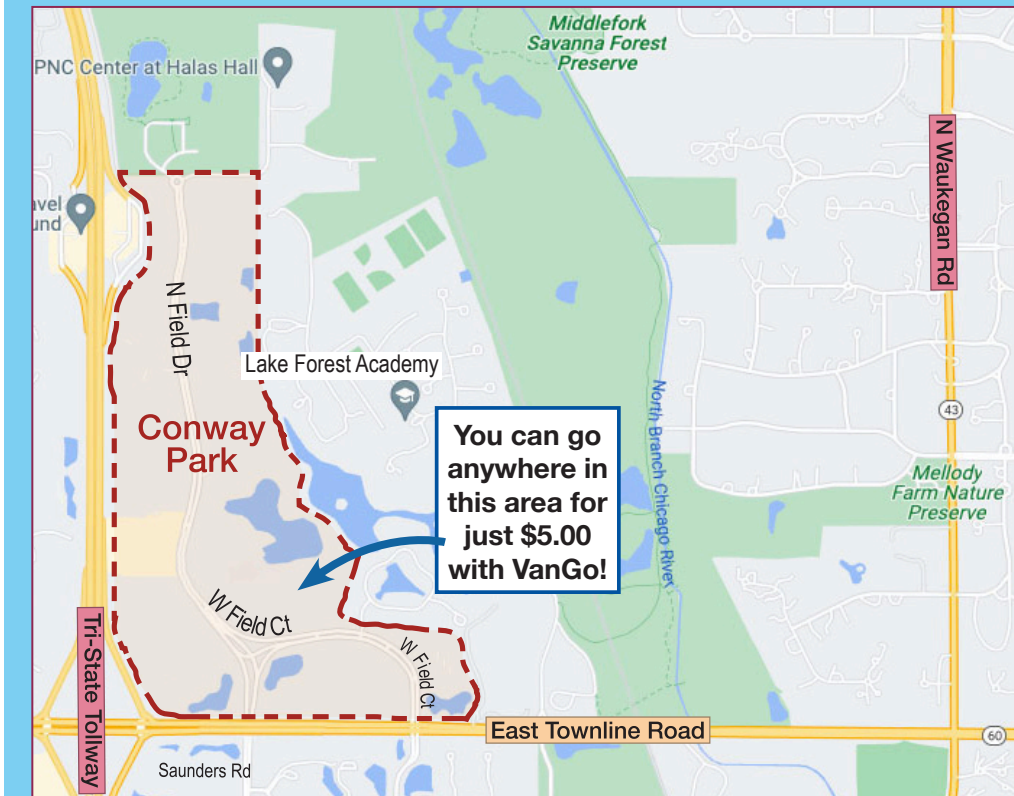 Middlefork
Savanna Forest
Preserve
PNC Center at Halas Hall
N Waukegan Rd
N Field Dr
Lake Forest Academy
Conway
Park
You can go
anywhere in
this area for
just $5.00
with VanGo!
North Branch Chicago River
43
Mellody
Farm Nature
Preserve
W Field Ct
W Field Ct
Tri-State Tollway
East Townline Road
60
Saunders Rd